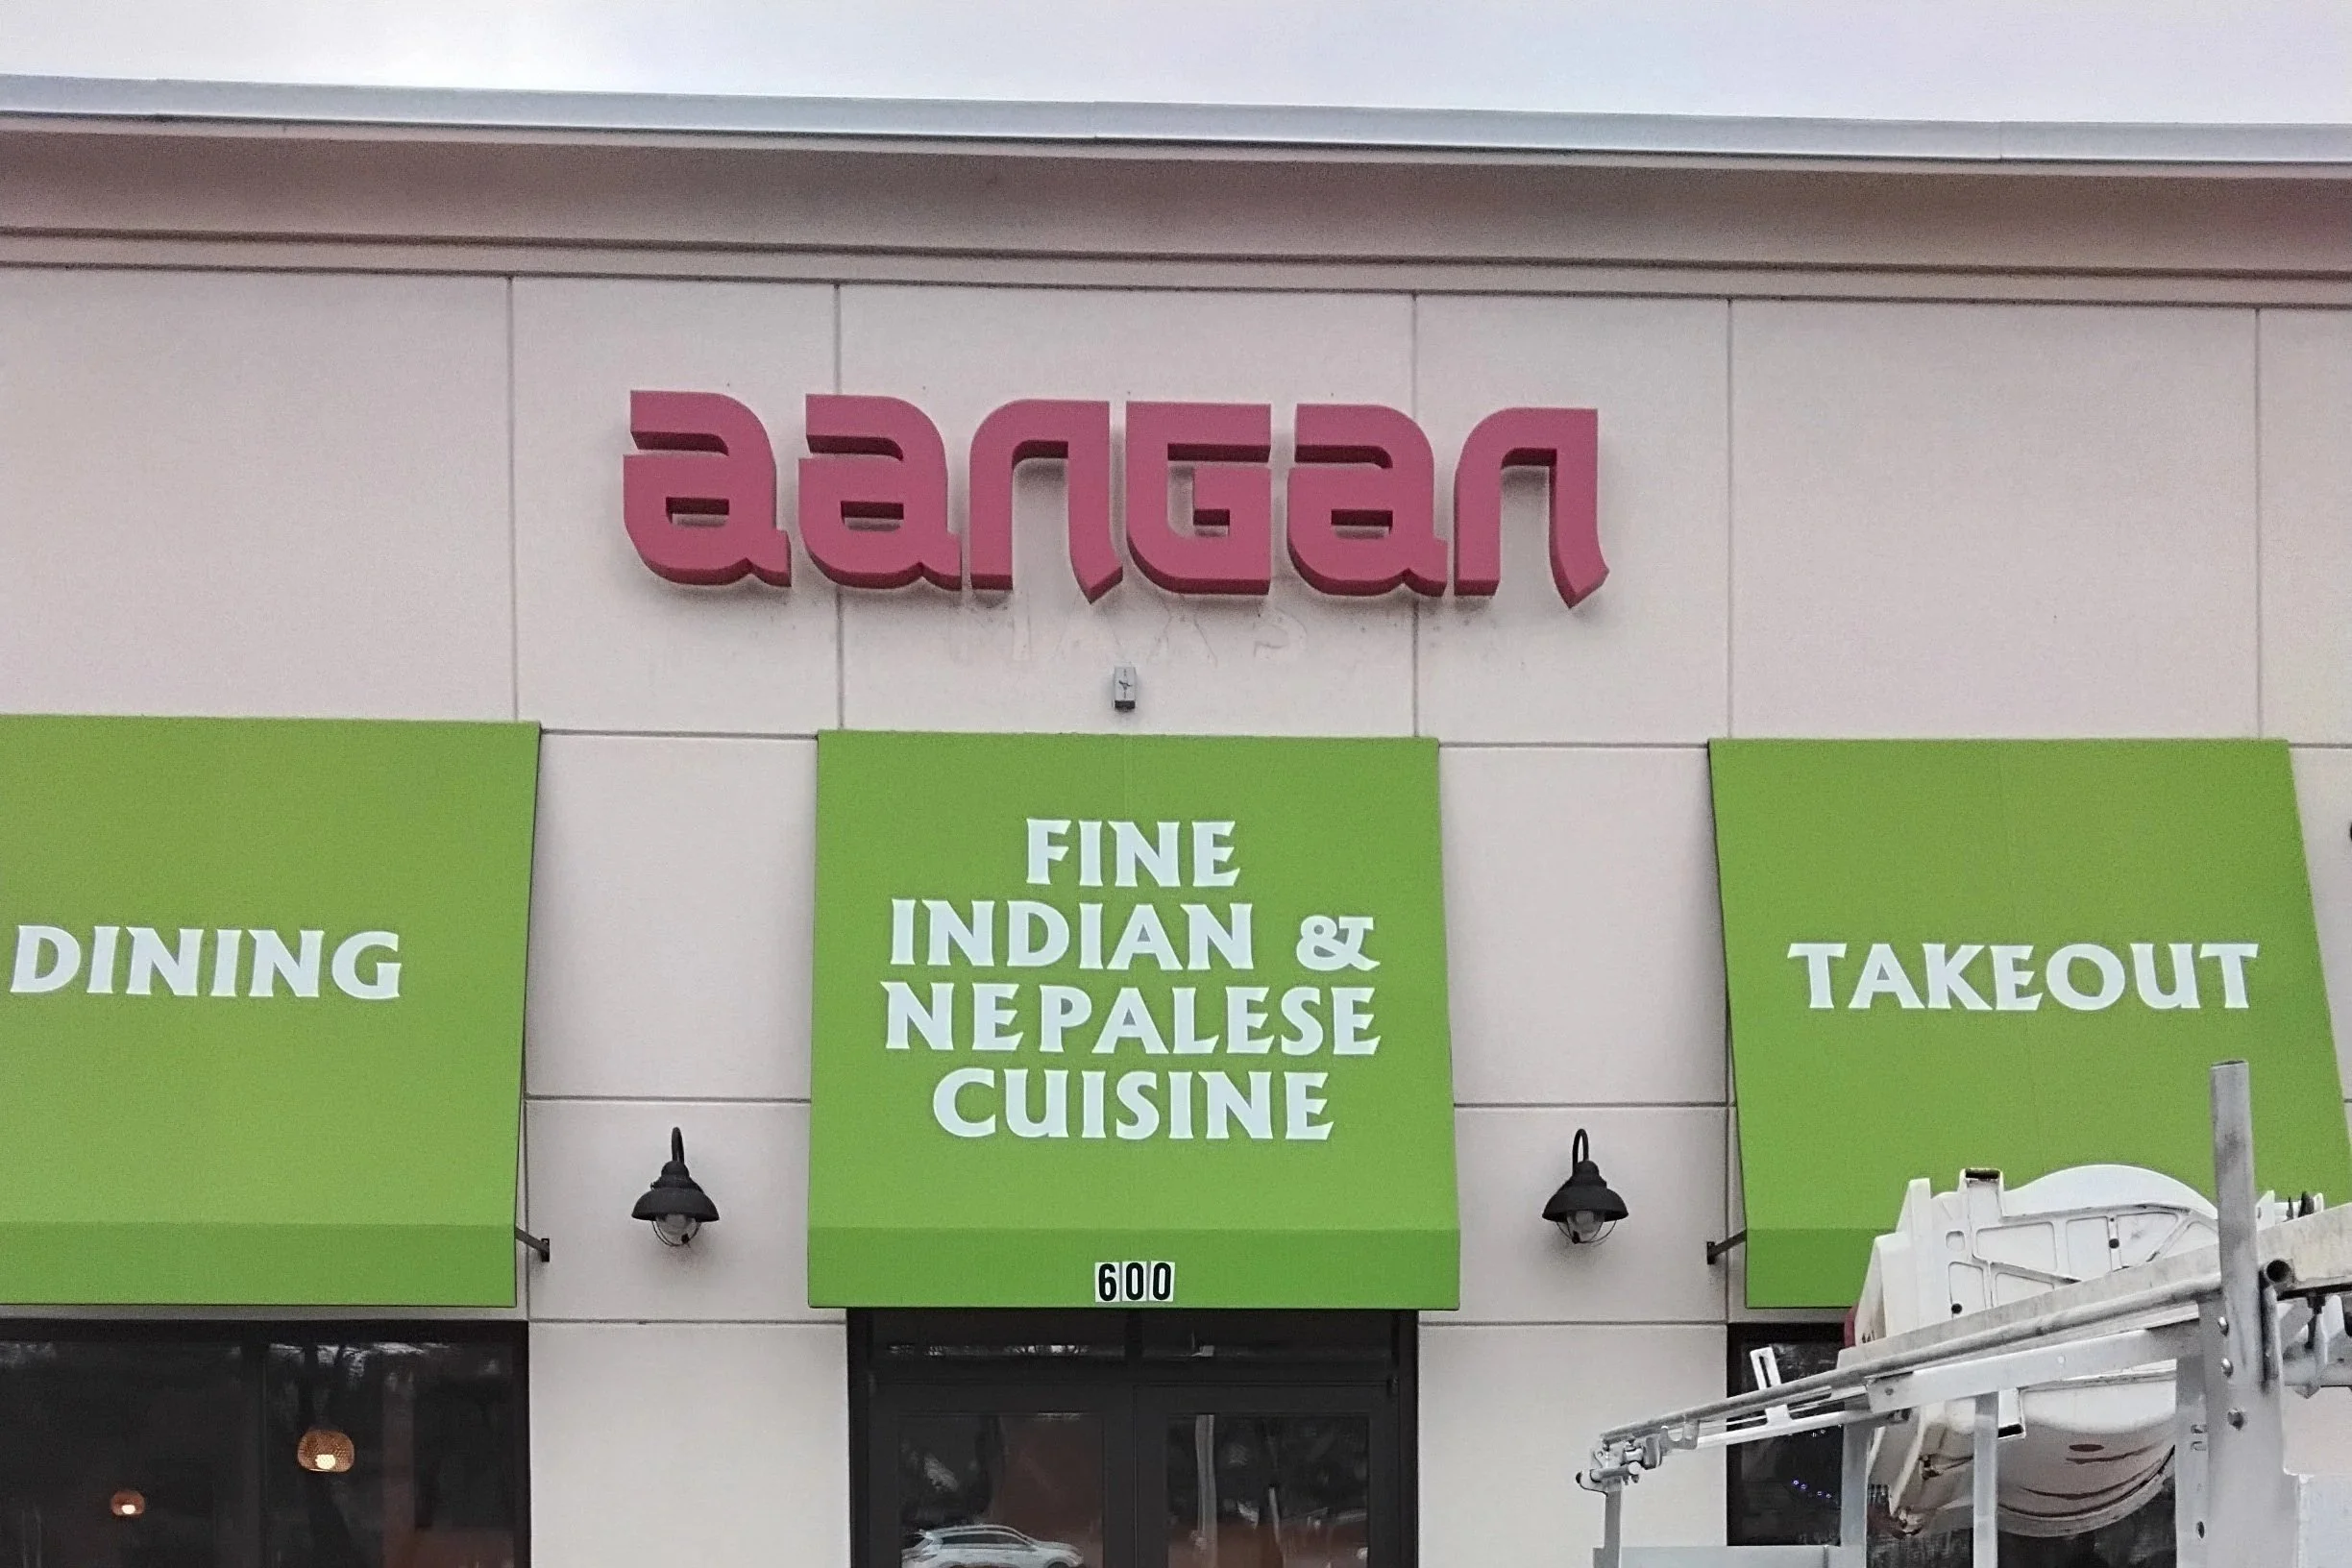 aanGan
DINING
FINE
INDIAN &
NEPALESE
CUISINE
TAKEOUT
600